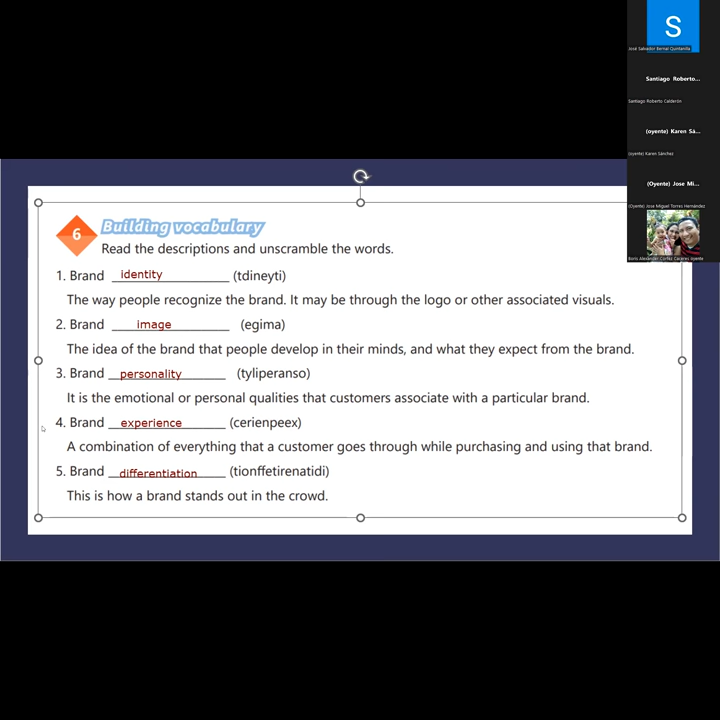 S
José Salvador Bernal Quintanilla
Santiago Roberto...
Santiago Roberto Calderón
(oyente) Karen Sá...
(oyente) Karen Sánchez
(Oyente) Jose Mi...
(Oyente) Jose Miguel Torres Hernández
Boris Alexander Cortez Caceres oyente
6 Building vocabulary
Read the descriptions and unscramble the words.
1. Brand identity (tdineyti)
The way people recognize the brand. It may be through the logo or other associated visuals.
2. Brand image (egima)
The idea of the brand that people develop in their minds, and what they expect from the brand.
3. Brand personality (tyliperanso)
It is the emotional or personal qualities that customers associate with a particular brand.
4. Brand experience (cerienpeex)
A combination of everything that a customer goes through while purchasing and using that brand.
5. Brand differentiation (tionffetirenatidi)
This is how a brand stands out in the crowd.